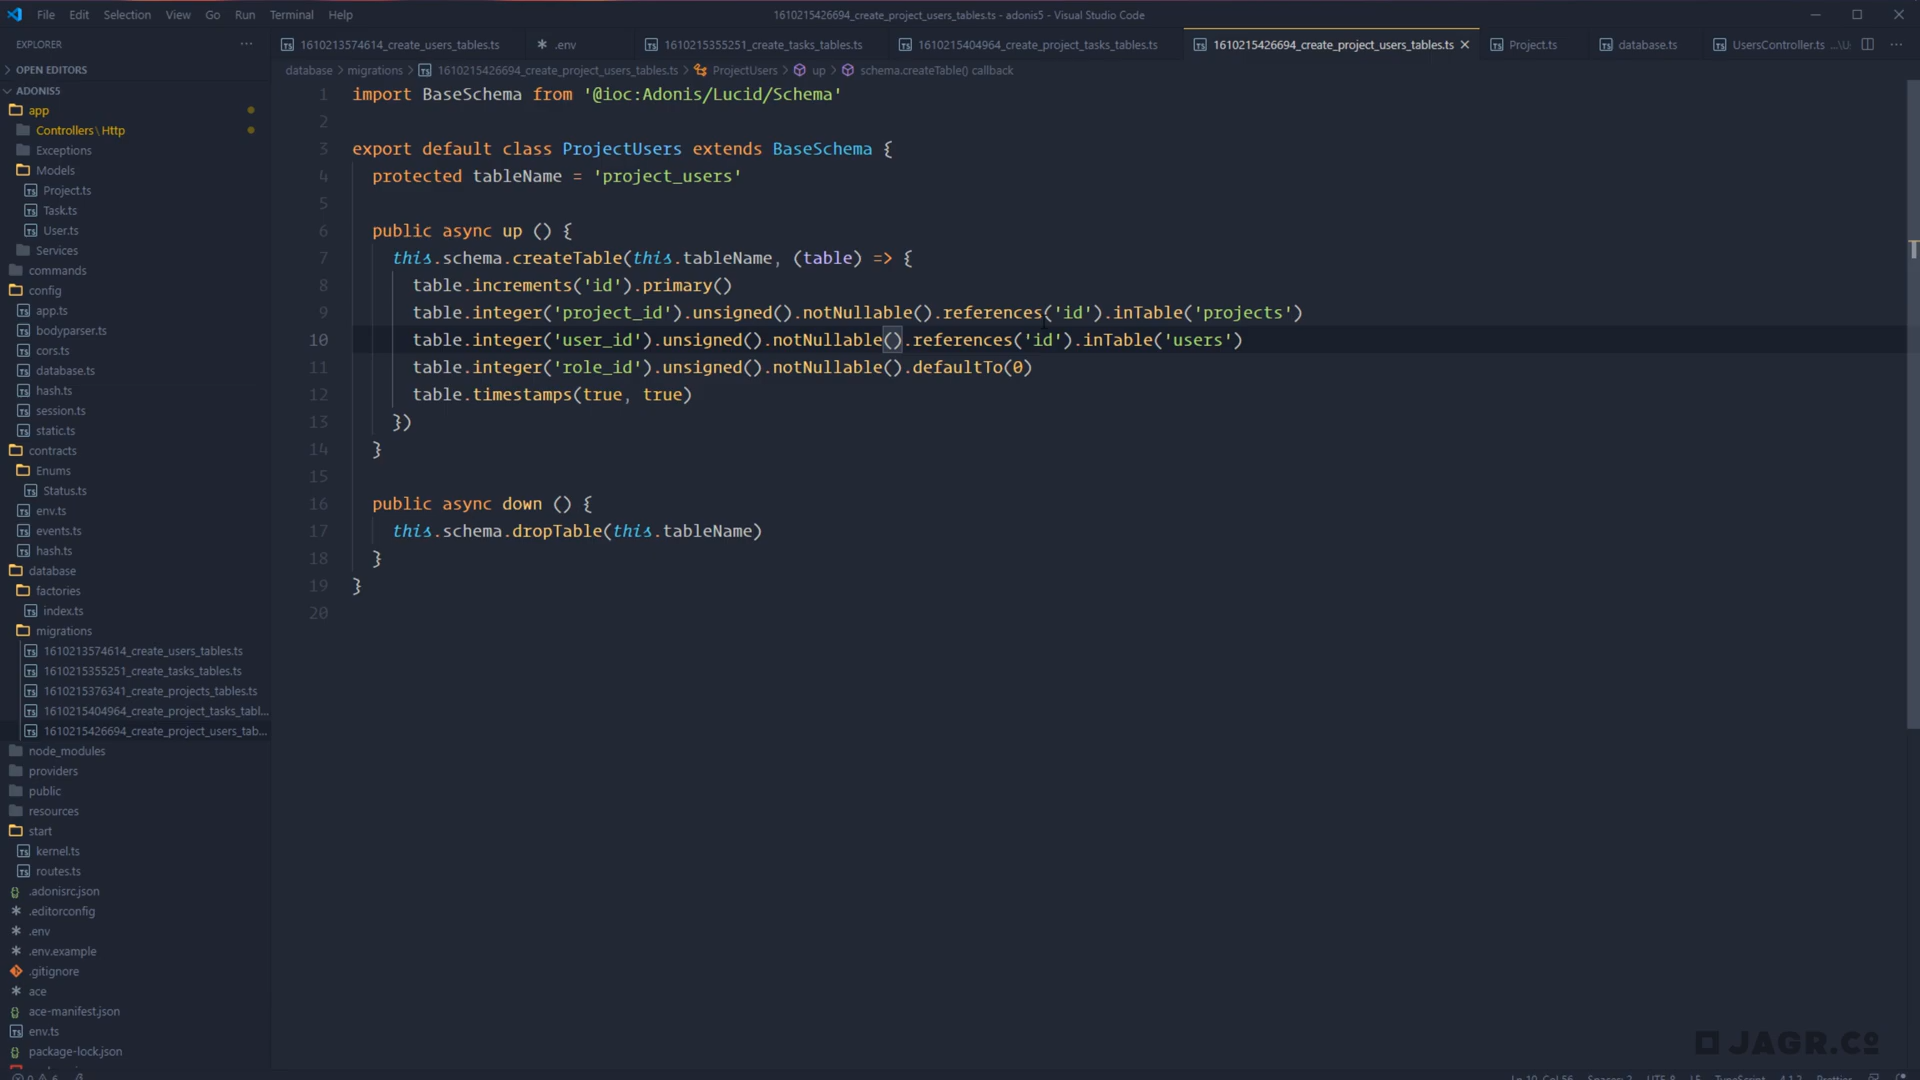 File Edit Selection View Go Run Terminal Help
1610215426694_create_project_users_tables.ts - adonis5 - Visual Studio Code
EXPLORER
1610213574614_create_users_tables.ts
.env
1610215355251_create_tasks_tables.ts
1610215404964_create_project_tasks_tables.ts
1610215426694_create_project_users_tables.ts
Project.ts
database.ts
UsersController.ts ...\U
database > migrations > 1610215426694_create_project_users_tables.ts > ProjectUsers > up > schema.createTable() callback
OPEN EDITORS
ADONIS5
app
Controllers \ Http
Exceptions
Models
Project.ts
Task.ts
User.ts
Services
commands
config
app.ts
bodyparser.ts
cors.ts
database.ts
hash.ts
session.ts
static.ts
contracts
Enums
Status.ts
env.ts
events.ts
hash.ts
database
factories
index.ts
migrations
1610213574614_create_users_tables.ts
1610215355251_create_tasks_tables.ts
1610215376341_create_projects_tables.ts
1610215404964_create_project_tasks_tabl...
1610215426694_create_project_users_tab...
node_modules
providers
public
resources
start
kernel.ts
routes.ts
.adonisrc.json
.editorconfig
.env
.env.example
.gitignore
ace
ace-manifest.json
env.ts
package-lock.json
1 import BaseSchema from '@ioc:Adonis/Lucid/Schema'
2
3 export default class ProjectUsers extends BaseSchema {
4 protected tableName = 'project_users'
5
6 public async up () {
7 this.schema.createTable(this.tableName, (table) => {
8 table.increments('id').primary()
9 table.integer('project_id').unsigned().notNullable().references('id').inTable('projects')
10 table.integer('user_id').unsigned().notNullable().references('id').inTable('users')
11 table.integer('role_id').unsigned().notNullable().defaultTo(0)
12 table.timestamps(true, true)
13 })
14 }
15
16 public async down () {
17 this.schema.dropTable(this.tableName)
18 }
19 }
20
JAGR.Co